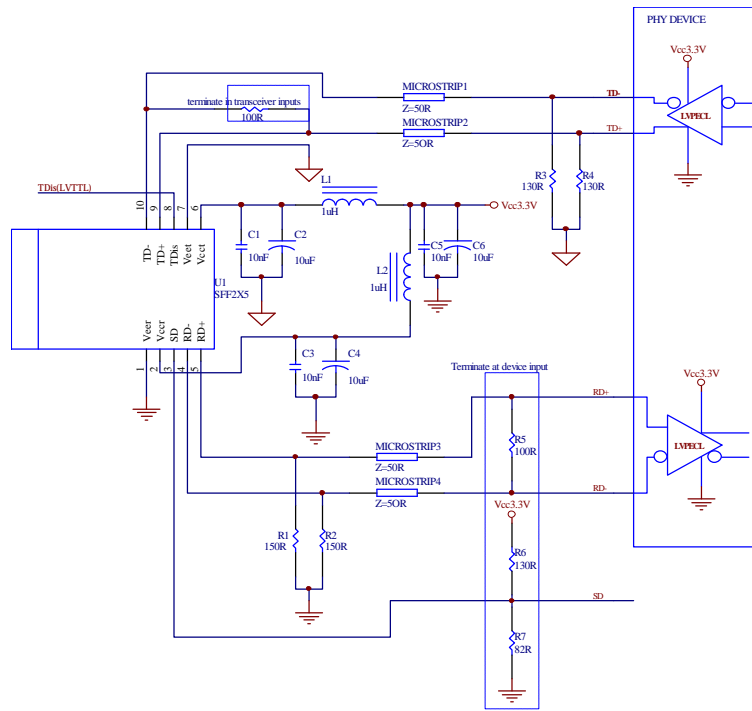 PHY DEVICE
Vcc3.3V
MICROSTRIP1
Z=50R
TD-
LVPECL
terminate in transceiver inputs
100R
MICROSTRIP2
Z=5OR
TD+
R3
130R
R4
130R
TDis(LVTTL)
10
9
8
7
6
L1
1uH
Vcc3.3V
C1
10nF
C2
10uF
C5
10nF
C6
10uF
TD-
TD+
TDis
Veet
Vcct
L2
1uH
U1
SFF2X5
Veer
Vccr
SD
RD-
RD+
1
2
3
4
5
C3
10nF
C4
10uF
Terminate at device input
Vcc3.3V
RD+
R5
100R
LVPECL
MICROSTRIP3
Z=50R
MICROSTRIP4
Z=5OR
RD-
Vcc3.3V
R1
150R
R2
150R
R6
130R
SD
R7
82R